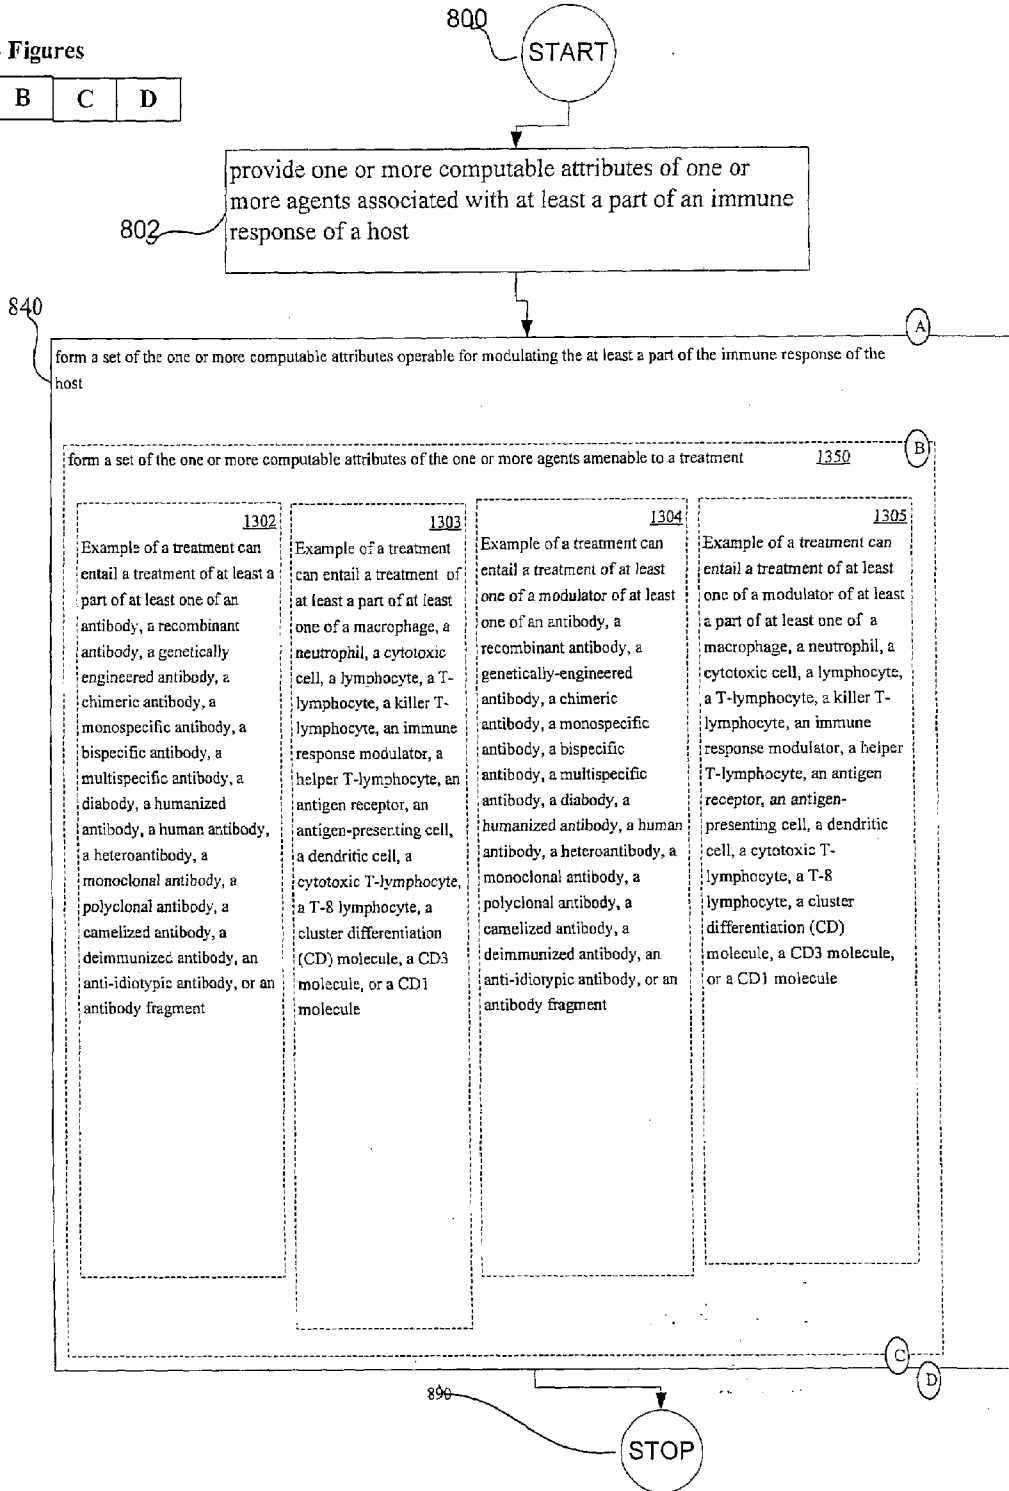 800
START
Figures
B C D
provide one or more computable attributes of one or
more agents associated with at least a part of an immune
response of a host
802
840
A
form a set of the one or more computable attributes operable for modulating the at least a part of the immune response of the
host
B
form a set of the one or more computable attributes of the one or more agents amenable to a treatment 1350
1302
Example of a treatment can
entail a treatment of at least a
part of at least one of an
antibody, a recombinant
antibody, a genetically
engineered antibody, a
chimeric antibody, a
monospecific antibody, a
bispecific antibody, a
multispecific antibody, a
diabody, a humanized
antibody, a human antibody,
a heteroantibody, a
monoclonal antibody, a
polyclonal antibody, a
camelized antibody, a
deimmunized antibody, an
anti-idiotypic antibody, or an
antibody fragment
1303
Example of a treatment
can entail a treatment of
at least a part of at least
one of a macrophage, a
neutrophil, a cytotoxic
cell, a lymphocyte, a T-
lymphocyte, a killer T-
lymphocyte, an immune
response modulator, a
helper T-lymphocyte, an
antigen receptor, an
antigen-presenting cell,
a dendritic cell, a
cytotoxic T-lymphocyte,
a T-8 lymphocyte, a
cluster differentiation
(CD) molecule, a CD3
molecule, or a CD1
molecule
1304
Example of a treatment can
entail a treatment of at least
one of a modulator of at least
one of an antibody, a
recombinant antibody, a
genetically-engineered
antibody, a chimeric
antibody, a monospecific
antibody, a bispecific
antibody, a multispecific
antibody, a diabody, a
humanized antibody, a human
antibody, a heteroantibody, a
monoclonal antibody, a
polyclonal antibody, a
camelized antibody, a
deimmunized antibody, an
anti-idiotypic antibody, or an
antibody fragment
1305
Example of a treatment can
entail a treatment of at least
one of a modulator of at least
a part of at least one of a
macrophage, a neutrophil, a
cytotoxic cell, a lymphocyte,
a T-lymphocyte, a killer T-
lymphocyte, an immune
response modulator, a helper
T-lymphocyte, an antigen
receptor, an antigen-
presenting cell, a dendritic
cell, a cytotoxic T-
lymphocyte, a T-8
lymphocyte, a cluster
differentiation (CD)
molecule, a CD3 molecule,
or a CD1 molecule
C
D
890
STOP